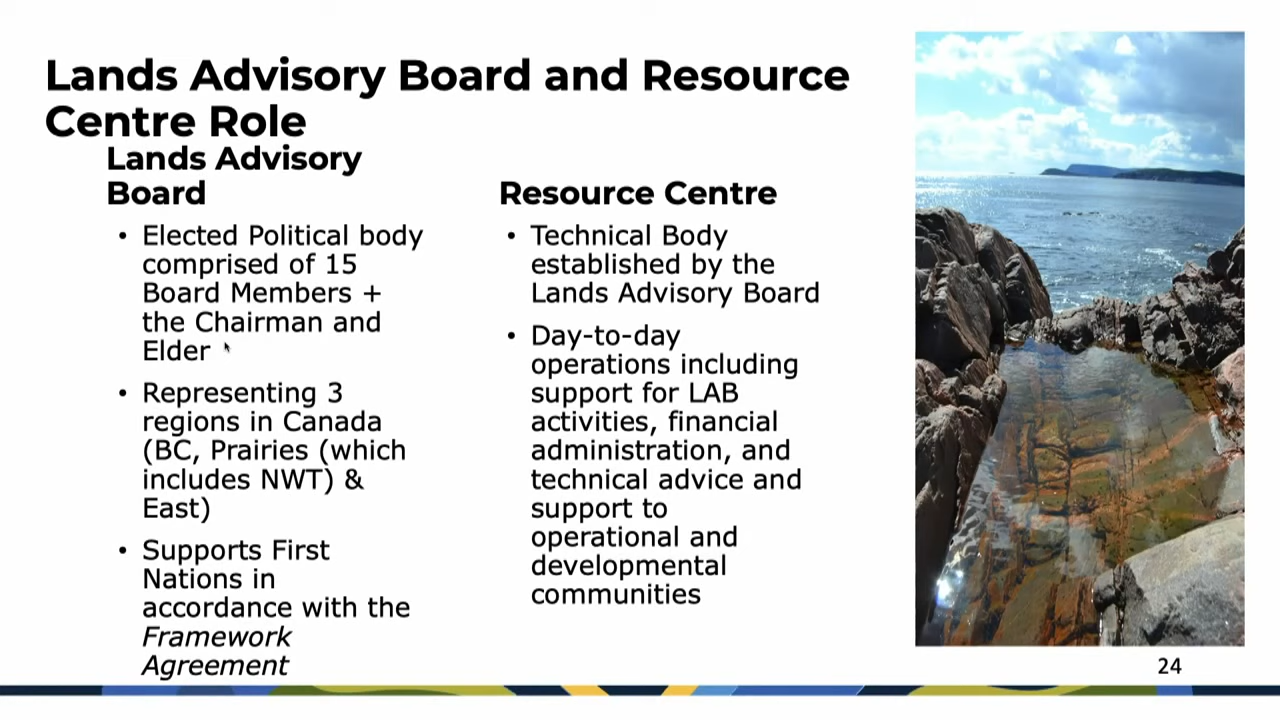 Lands Advisory Board and Resource
Centre Role
Lands Advisory
Board
• Elected Political body
comprised of 15
Board Members +
the Chairman and
Elder
• Representing 3
regions in Canada
(BC, Prairies (which
includes NWT) &
East)
• Supports First
Nations in
accordance with the
Framework
Agreement
Resource Centre
• Technical Body
established by the
Lands Advisory Board
• Day-to-day
operations including
support for LAB
activities, financial
administration, and
technical advice and
support to
operational and
developmental
communities
24